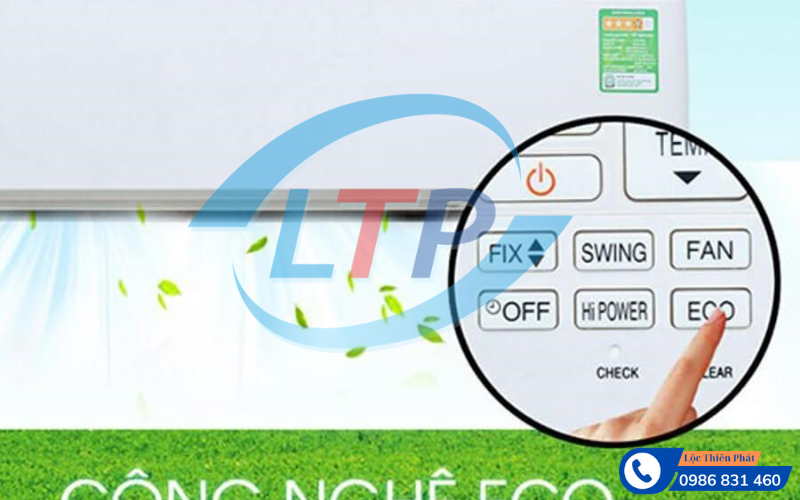 LTP
TEM
FIX
SWING
FAN
OFF
Hi POWER
ECO
CHECK
LEAR
Lộc Thiên Phát
0986 831 460
CÔNG NGHỆ ECO